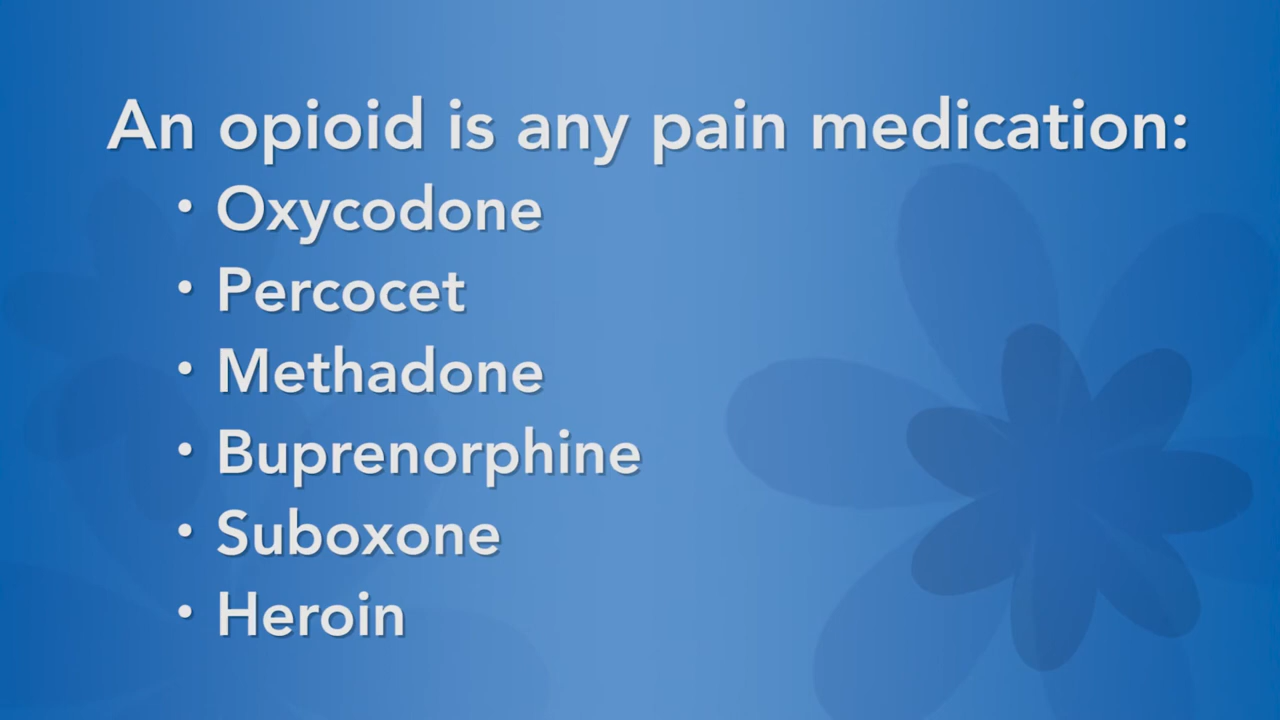 An opioid is any pain medication:
• Oxycodone
• Percocet
• Methadone
• Buprenorphine
• Suboxone
• Heroin